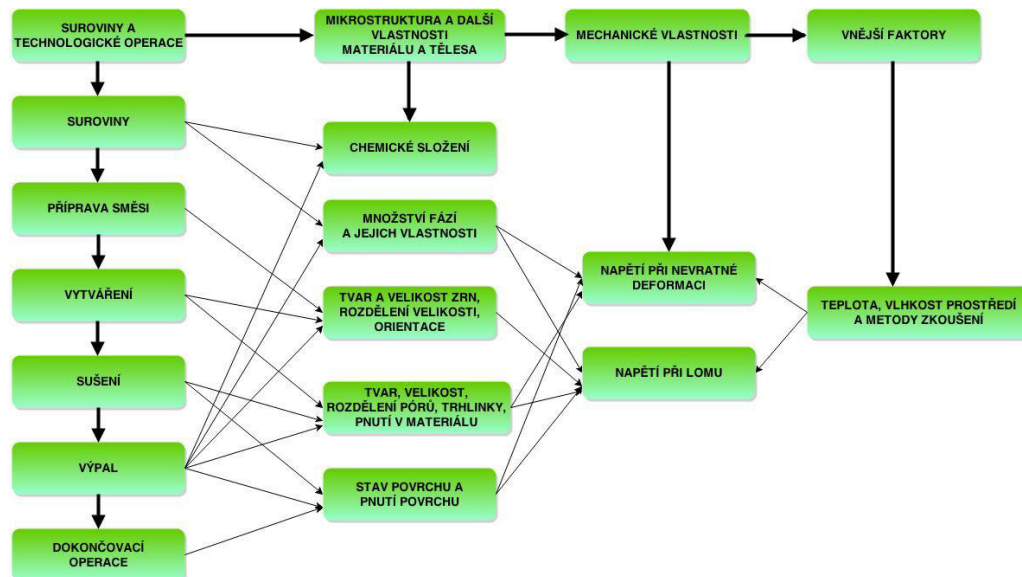 SUROVINY A
TECHNOLOGICKÉ OPERACE
MIKROSTRUKTURA A DALŠÍ
VLASTNOSTI
MATERIÁLU A TĚLESA
MECHANICKÉ VLASTNOSTI
VNĚJŠÍ FAKTORY
SUROVINY
PŘÍPRAVA SMĚSI
VYTVÁŘENÍ
SUŠENÍ
VÝPAL
DOKONČOVACÍ
OPERACE
CHEMICKÉ SLOŽENÍ
MNOŽSTVÍ FÁZÍ
A JEJICH VLASTNOSTI
TVAR A VELIKOST ZRN,
ROZDĚLENÍ VELIKOSTI,
ORIENTACE
TVAR, VELIKOST,
ROZDĚLENÍ PÓRŮ, TRHLINKY,
PNUTÍ V MATERIÁLU
STAV POVRCHU A
PNUTÍ POVRCHU
NAPĚTÍ PŘI NEVRATNÉ
DEFORMACI
NAPĚTÍ PŘI LOMU
TEPLOTA, VLHKOST PROSTŘEDÍ
A METODY ZKOUŠENÍ